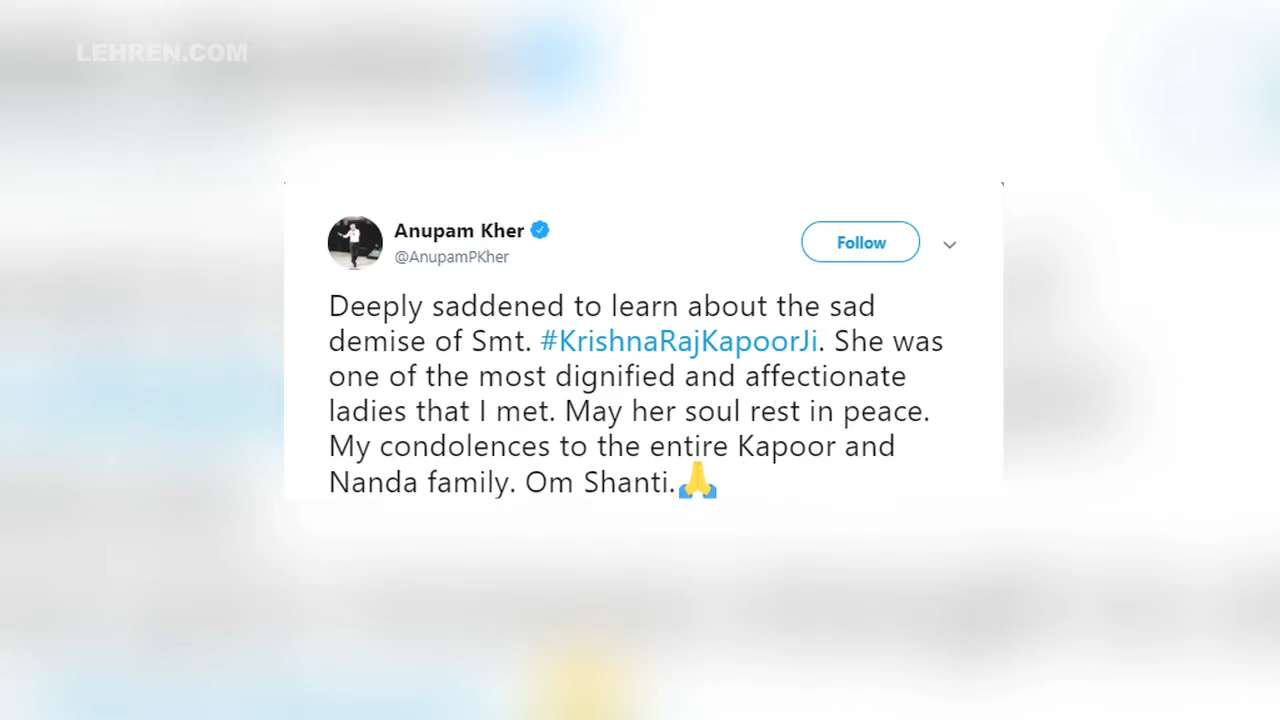 LEHREN.COM
Anupam Kher
@AnupamPKher
Follow
Deeply saddened to learn about the sad
demise of Smt. #KrishnaRajKapoorJi. She was
one of the most dignified and affectionate
ladies that I met. May her soul rest in peace.
My condolences to the entire Kapoor and
Nanda family. Om Shanti.🙏